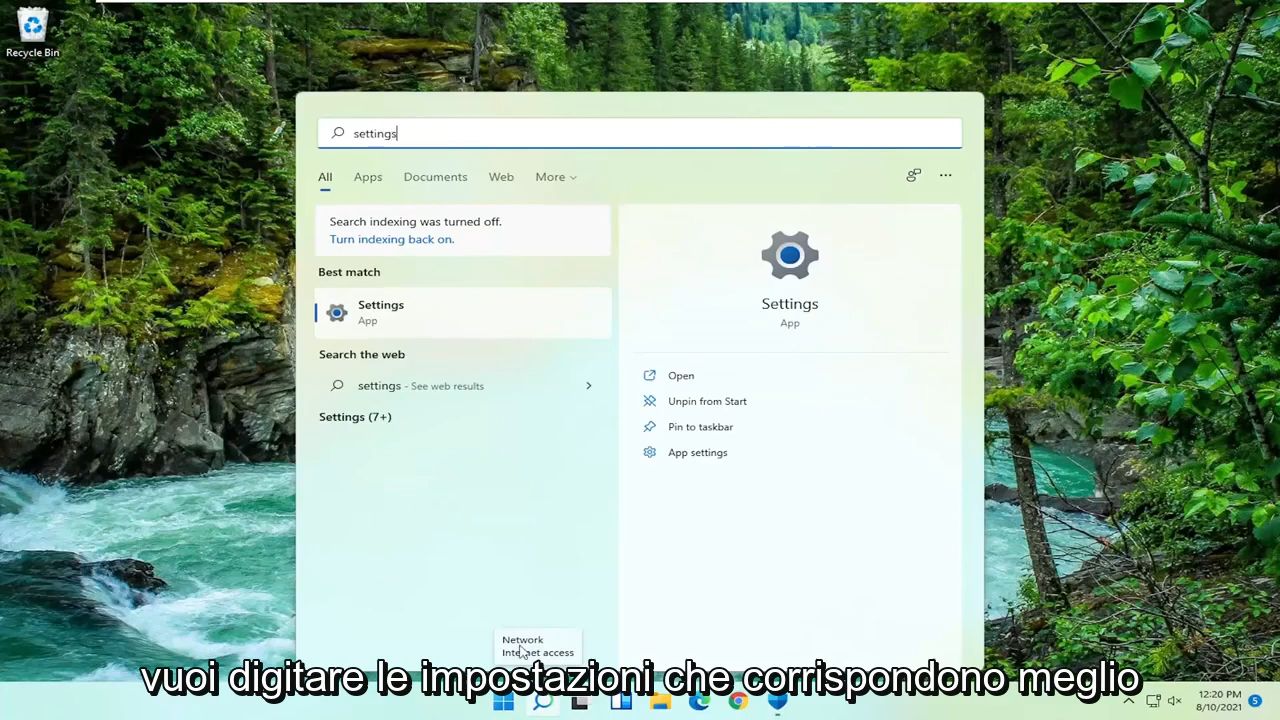 Recycle Bin
settings
All Apps Documents Web More
Search indexing was turned off.
Turn indexing back on.
Best match
Settings
App
Search the web
settings - See web results
Settings (7+)
Settings
App
Open
Unpin from Start
Pin to taskbar
App settings
Network
Internet access
vuoi digitare le impostazioni che corrispondono meglio
12:20 PM
8/10/2021
5